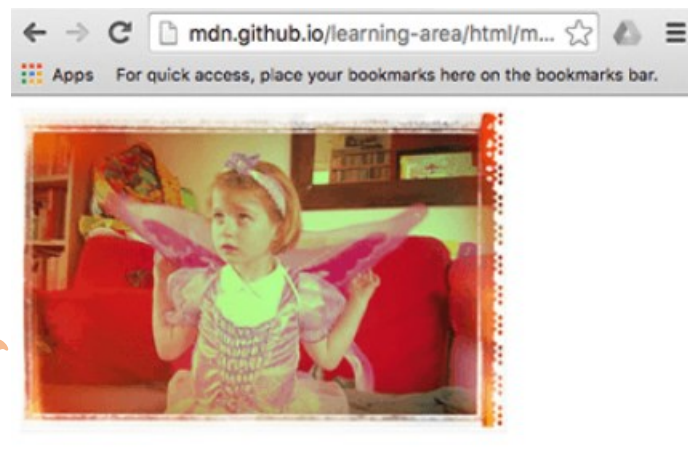 mdn.github.io/learning-area/html/m...
Apps For quick access, place your bookmarks here on the bookmarks bar.